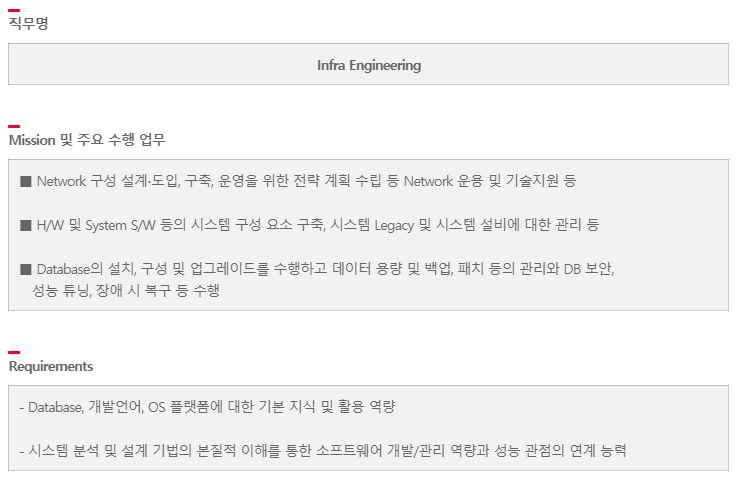 직무명
Infra Engineering
Mission 및 주요 수행 업무
■ Network 구성 설계·도입, 구축, 운영을 위한 전략 계획 수립 등 Network 운용 및 기술지원 등
■ H/W 및 System S/W 등의 시스템 구성 요소 구축, 시스템 Legacy 및 시스템 설비에 대한 관리 등
■ Database의 설치, 구성 및 업그레이드를 수행하고 데이터 용량 및 백업, 패치 등의 관리와 DB 보안,
성능 튜닝, 장애 시 복구 등 수행
Requirements
- Database, 개발언어, OS 플랫폼에 대한 기본 지식 및 활용 역량
- 시스템 분석 및 설계 기법의 본질적 이해를 통한 소프트웨어 개발/관리 역량과 성능 관점의 연계 능력